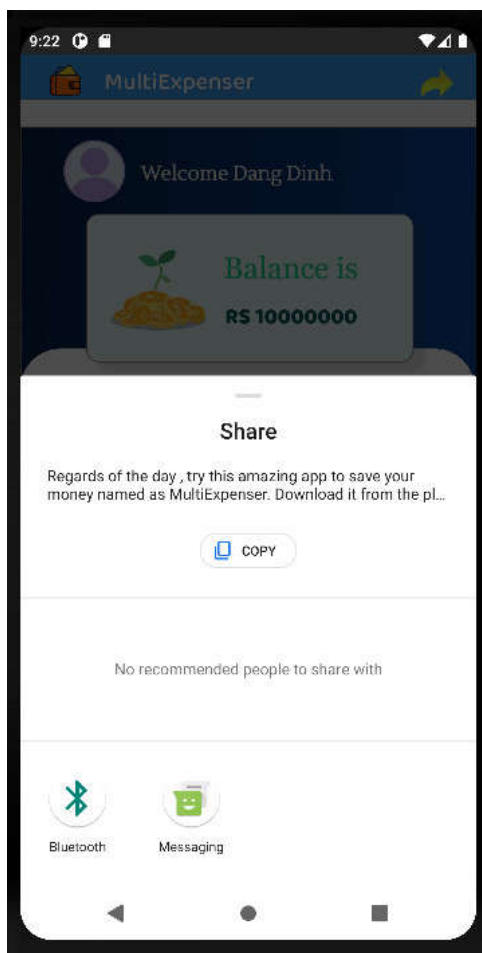 9:22
MultiExpenser
Welcome Dang Dinh
Balance is
RS 10000000
Share
Regards of the day , try this amazing app to save your
money named as MultiExpenser. Download it from the pl...
COPY
No recommended people to share with
Bluetooth
Messaging